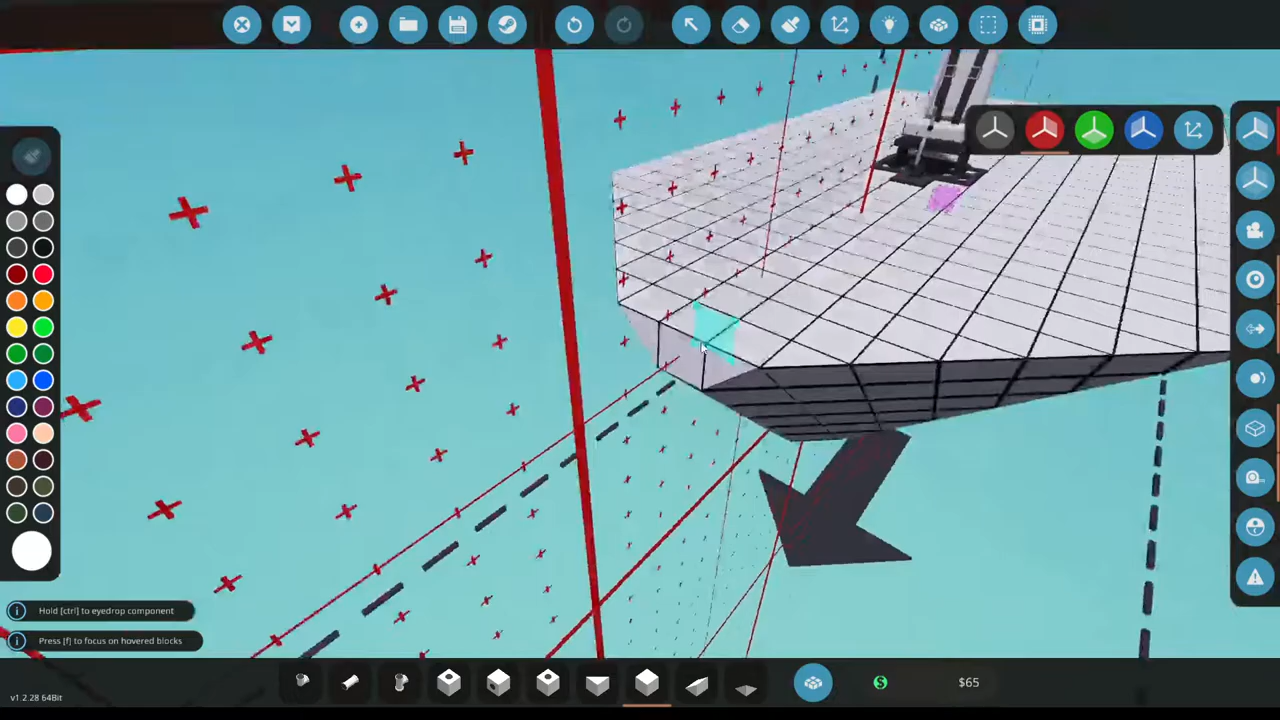 Hold [ctrl] to eyedrop component
Press [f] to focus on hovered blocks
v1.2.28 64Bit
$65